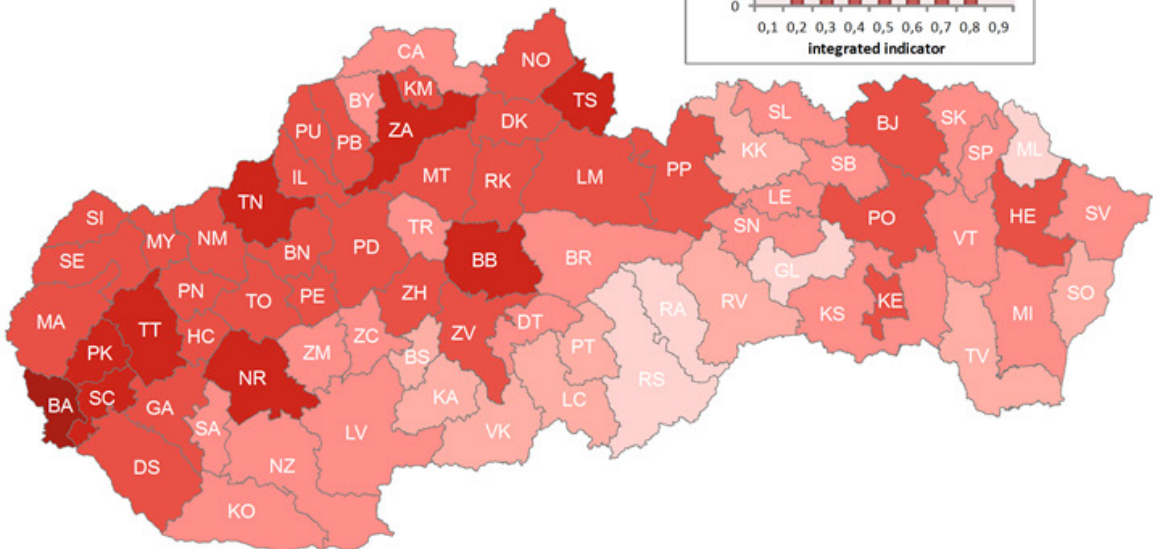 0
0,1 0,2 0,3 0,4 0,5 0,6 0,7 0,8 0,9
integrated indicator
CA
NO
KM
BY
TS
PU
PB
ZA
DK
SL
BJ
SK
SP
ML
KK
IL
MT
RK
LM
PP
SB
TN
LE
HE
SV
SI
MY
NM
BN
PD
TR
SN
PO
VT
SE
BB
BR
GL
PN
TO
PE
ZH
RA
RV
KS
KE
SO
MA
TT
HC
ZM
ZC
ZV
DT
MI
PK
BS
PT
TV
NR
RS
BA
SC
GA
SA
KA
LC
LV
VK
DS
NZ
KO